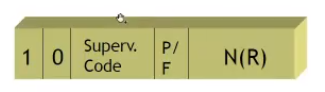 1 0 Superv. Code P/ F N(R)